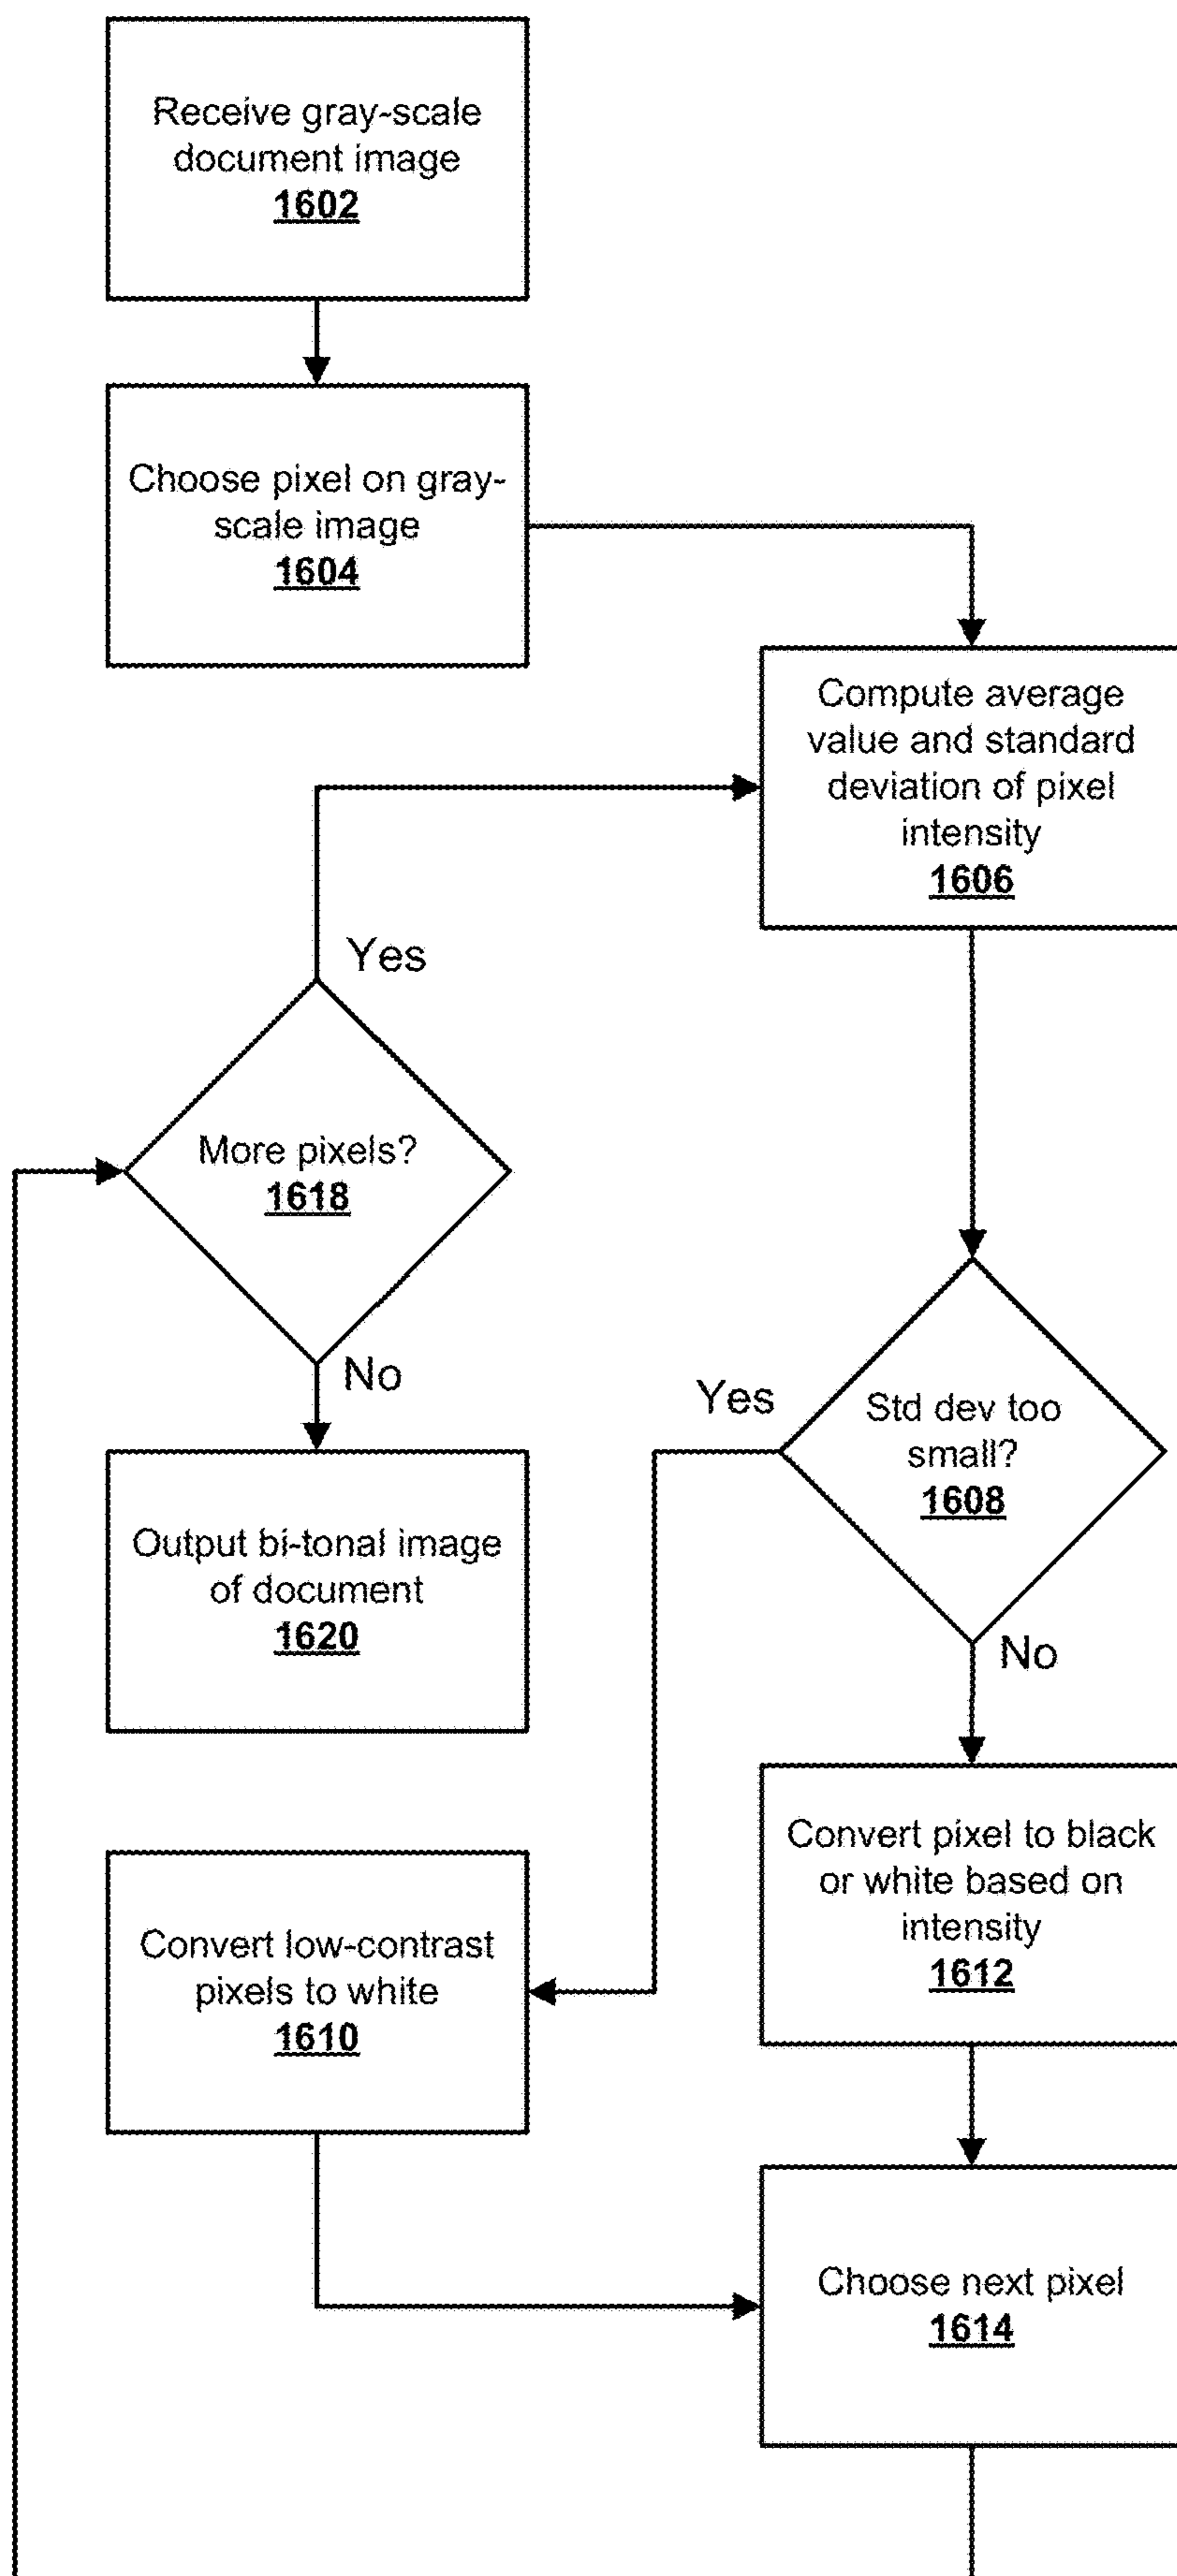 Receive gray-scale
document image
1602
Choose pixel on gray-
scale image
1604
Compute average
value and standard
deviation of pixel
intensity
1606
Yes
More pixels?
1618
No
Yes
Std dev too
small?
1608
No
Output bi-tonal image
of document
1620
Convert pixel to black
or white based on
intensity
1612
Convert low-contrast
pixels to white
1610
Choose next pixel
1614